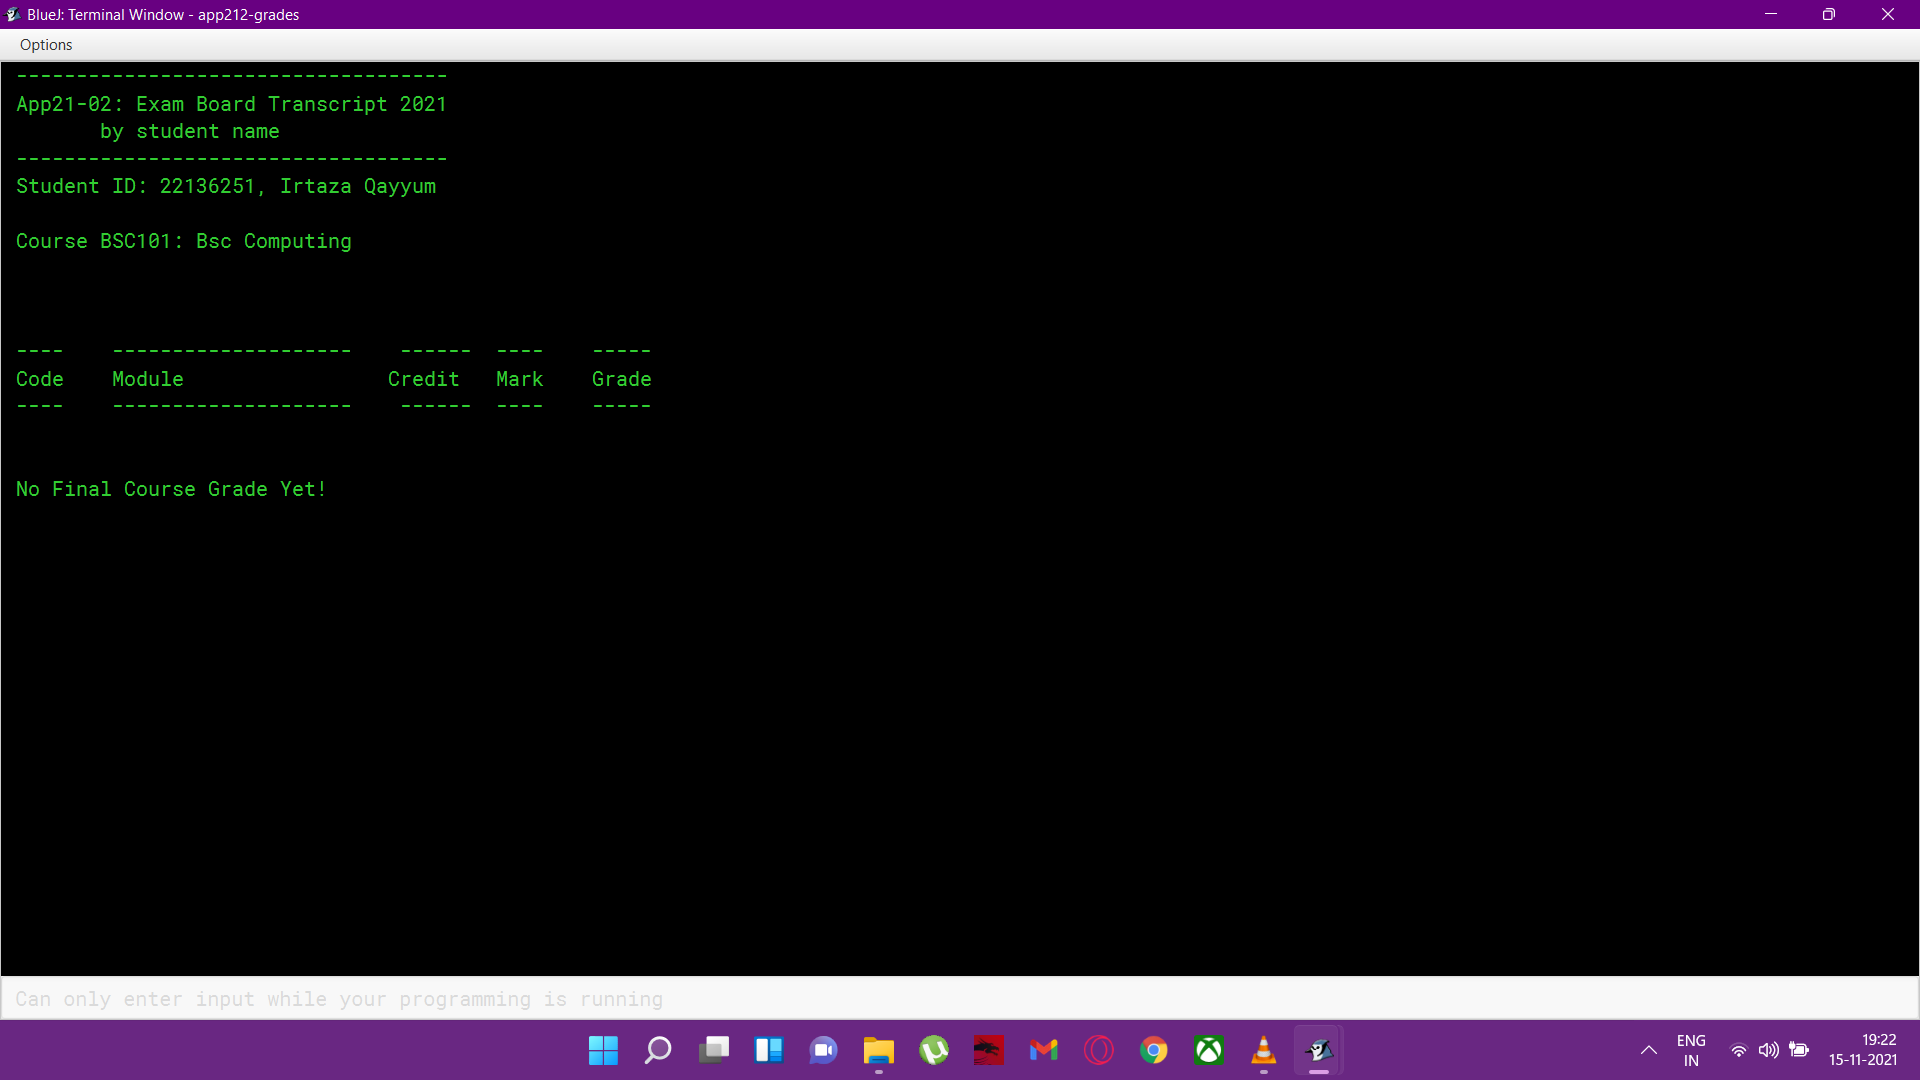 BlueJ: Terminal Window - app212-grades
Options
------------------------------------
App21-02: Exam Board Transcript 2021
       by student name
------------------------------------
Student ID: 22136251, Irtaza Qayyum
Course BSC101: Bsc Computing
----    --------------------    ------  ----    -----
Code    Module                 Credit   Mark    Grade
----    --------------------    ------  ----    -----
No Final Course Grade Yet!
Can only enter input while your programming is running
ENG
IN
19:22
15-11-2021